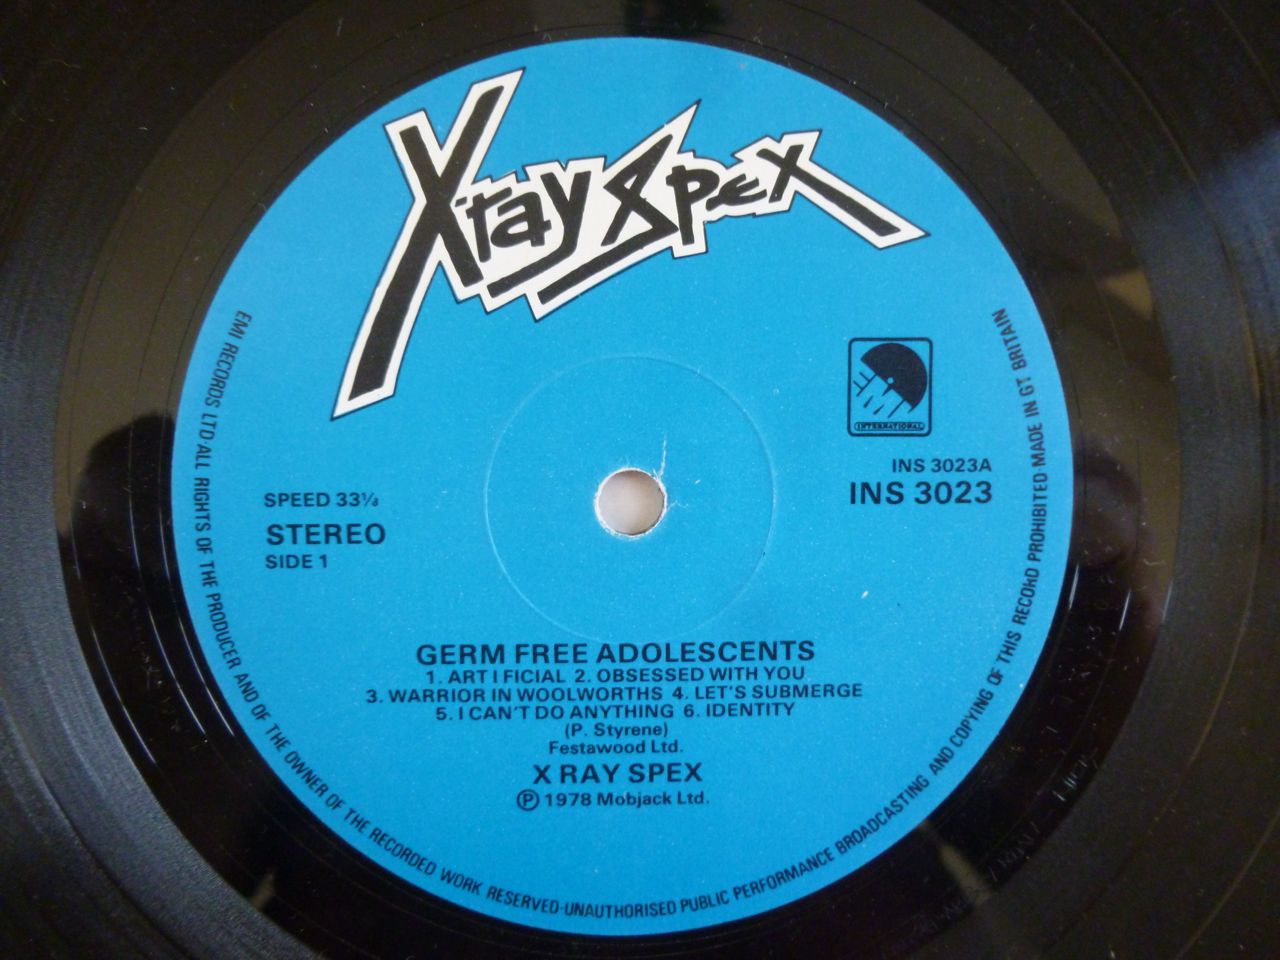 X-ray Spex
EMI
INTERNATIONAL
INS 3023A
INS 3023
SPEED 33⅓
STEREO
SIDE 1
GERM FREE ADOLESCENTS
1. ART I FICIAL 2. OBSESSED WITH YOU
3. WARRIOR IN WOOLWORTHS 4. LET'S SUBMERGE
5. I CAN'T DO ANYTHING 6. IDENTITY
(P. Styrene)
Festawood Ltd.
X RAY SPEX
Ⓟ 1978 Mobjack Ltd.
EMI RECORDS LTD·ALL RIGHTS OF THE PRODUCER AND OF THE OWNER OF THE RECORDED WORK RESERVED·UNAUTHORISED PUBLIC PERFORMANCE BROADCASTING AND COPYING OF THIS RECORD PROHIBITED·MADE IN GT BRITAIN